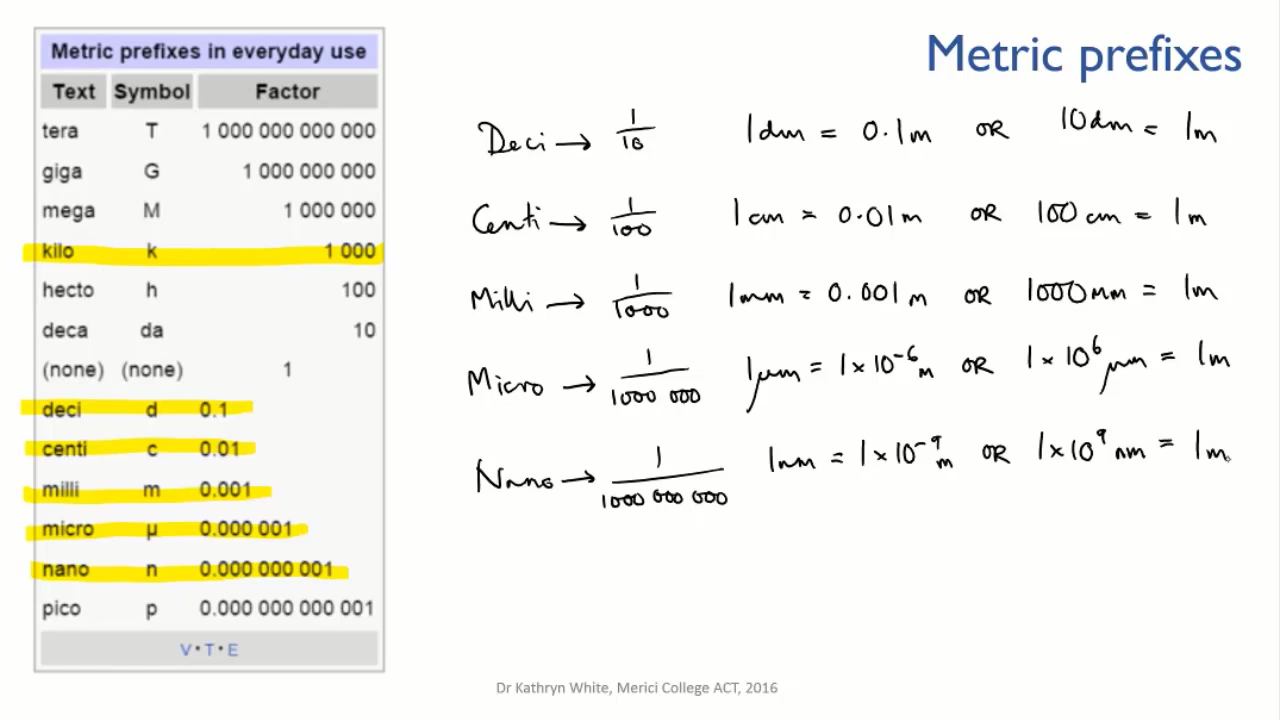 Metric prefixes
Metric prefixes in everyday use
Text Symbol Factor
tera T 1 000 000 000 000
giga G 1 000 000 000
mega M 1 000 000
kilo k 1 000
hecto h 100
deca da 10
(none) (none) 1
deci d 0.1
centi c 0.01
milli m 0.001
micro μ 0.000 001
nano n 0.000 000 001
pico p 0.000 000 000 001
V•T•E
Deci → 1/10 1dm = 0.1m OR 10dm = 1m
Centi → 1/100 1cm = 0.01m OR 100cm = 1m
Milli → 1/1000 1mm = 0.001m OR 1000mm = 1m
Micro → 1/1000 000 1μm = 1×10⁻⁶m OR 1×10⁶μm = 1m
Nano → 1/1000 000 000 1nm = 1×10⁻⁹m OR 1×10⁹nm = 1m
Dr Kathryn White, Merici College ACT, 2016